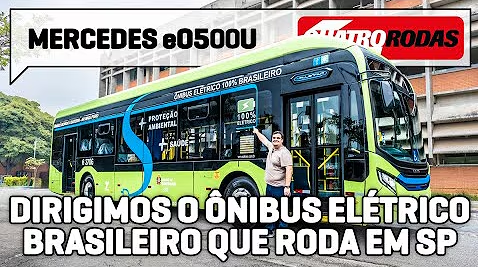 MERCEDES eO500U
QUATRO RODAS
ÔNIBUS ELÉTRICO 100% BRASILEIRO
PROTEÇÃO
AMBIENTAL
+
SAÚDE
100%
ELÉTRICO
DIRIGIMOS O ÔNIBUS ELÉTRICO
BRASILEIRO QUE RODA EM SP